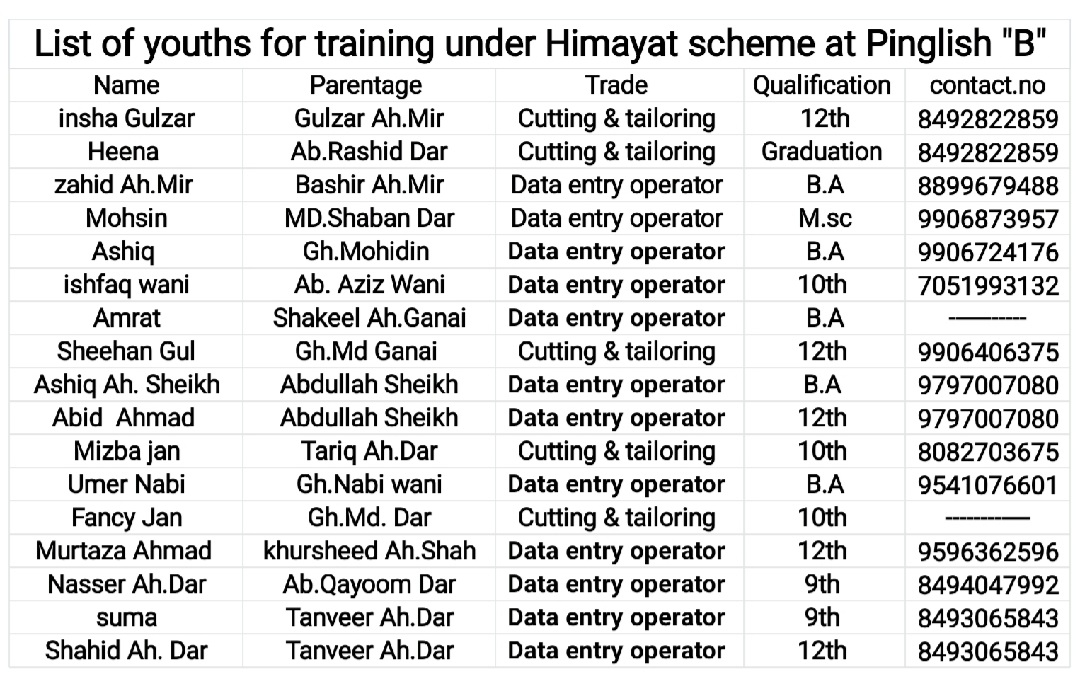 List of youths for training under Himayat scheme at Pinglish "B"
Name Parentage Trade Qualification contact.no
insha Gulzar Gulzar Ah.Mir Cutting & tailoring 12th 8492822859
Heena Ab.Rashid Dar Cutting & tailoring Graduation 8492822859
zahid Ah.Mir Bashir Ah.Mir Data entry operator B.A 8899679488
Mohsin MD.Shaban Dar Data entry operator M.sc 9906873957
Ashiq Gh.Mohidin Data entry operator B.A 9906724176
ishfaq wani Ab. Aziz Wani Data entry operator 10th 7051993132
Amrat Shakeel Ah.Ganai Data entry operator B.A -----------
Sheehan Gul Gh.Md Ganai Cutting & tailoring 12th 9906406375
Ashiq Ah. Sheikh Abdullah Sheikh Data entry operator B.A 9797007080
Abid Ahmad Abdullah Sheikh Data entry operator 12th 9797007080
Mizba jan Tariq Ah.Dar Cutting & tailoring 10th 8082703675
Umer Nabi Gh.Nabi wani Data entry operator B.A 9541076601
Fancy Jan Gh.Md. Dar Cutting & tailoring 10th ------------
Murtaza Ahmad khursheed Ah.Shah Data entry operator 12th 9596362596
Nasser Ah.Dar Ab.Qayoom Dar Data entry operator 9th 8494047992
suma Tanveer Ah.Dar Data entry operator 9th 8493065843
Shahid Ah. Dar Tanveer Ah.Dar Data entry operator 12th 8493065843